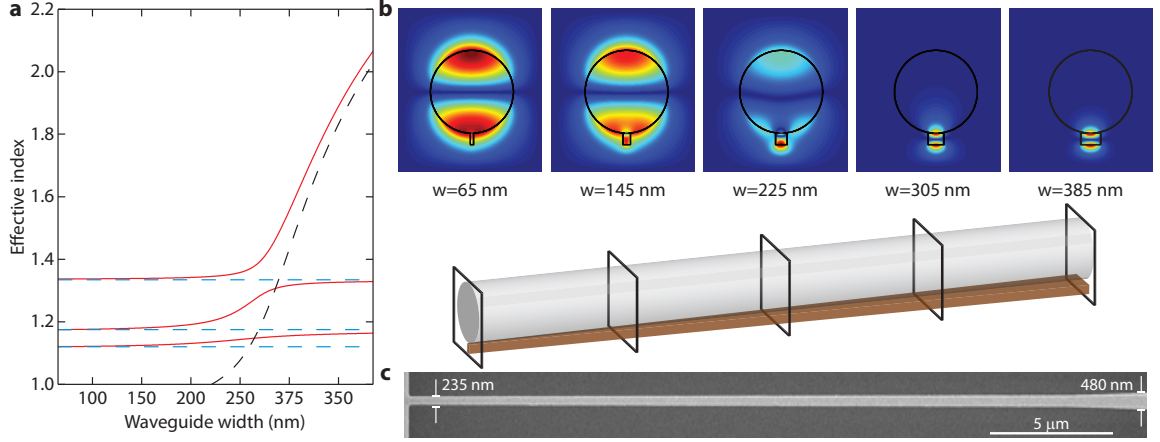 a
2.2
2.0
1.8
1.6
1.4
1.2
1.0
Effective index
100
150
200
250
375
350
Waveguide width (nm)
b
w=65 nm
w=145 nm
w=225 nm
w=305 nm
w=385 nm
c
235 nm
480 nm
5 μm